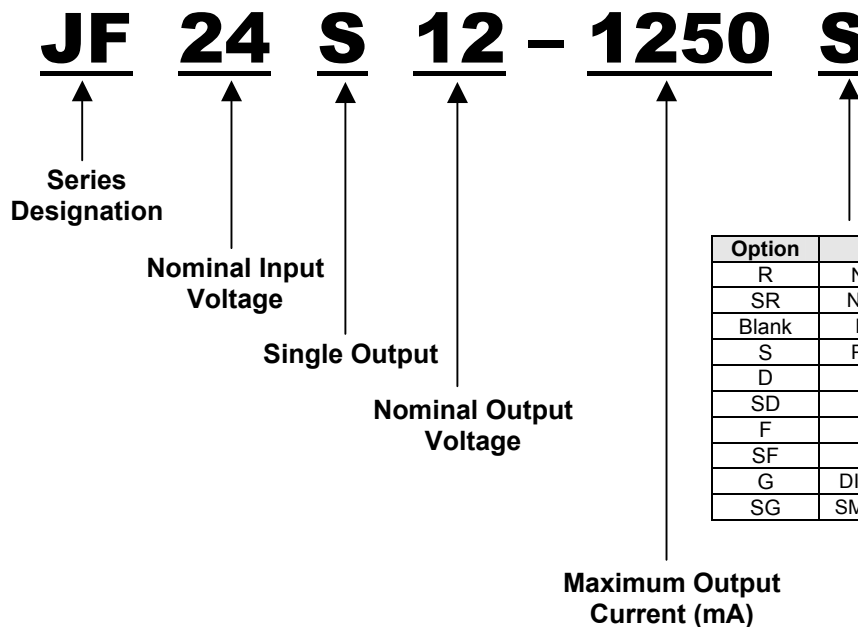 JF 24 S 12 – 1250 S
Series
Designation
Nominal Input
Voltage
Single Output
Nominal Output
Voltage
Maximum Output
Current (mA)
Option
R
SR
Blank
S
D
SD
F
SF
G
SG